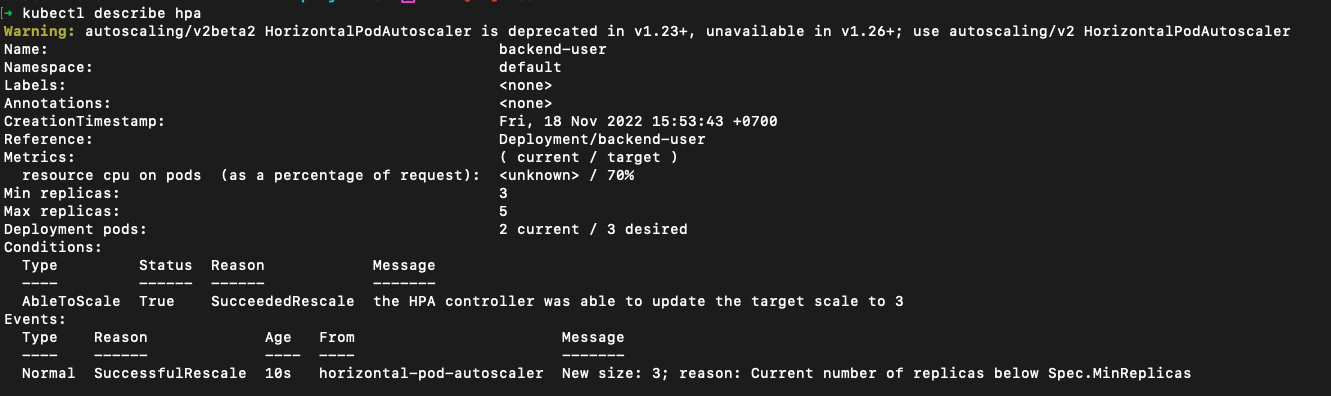 → kubectl describe hpa
Warning: autoscaling/v2beta2 HorizontalPodAutoscaler is deprecated in v1.23+, unavailable in v1.26+; use autoscaling/v2 HorizontalPodAutoscaler
Name: backend-user
Namespace: default
Labels: <none>
Annotations: <none>
CreationTimestamp: Fri, 18 Nov 2022 15:53:43 +0700
Reference: Deployment/backend-user
Metrics: ( current / target )
  resource cpu on pods  (as a percentage of request): <unknown> / 70%
Min replicas: 3
Max replicas: 5
Deployment pods: 2 current / 3 desired
Conditions:
  Type  Status  Reason  Message
  ----  ------  ------  -------
  AbleToScale  True  SucceededRescale  the HPA controller was able to update the target scale to 3
Events:
  Type  Reason  Age  From  Message
  ----  ------  ----  ----  -------
  Normal  SuccessfulRescale  10s  horizontal-pod-autoscaler  New size: 3; reason: Current number of replicas below Spec.MinReplicas